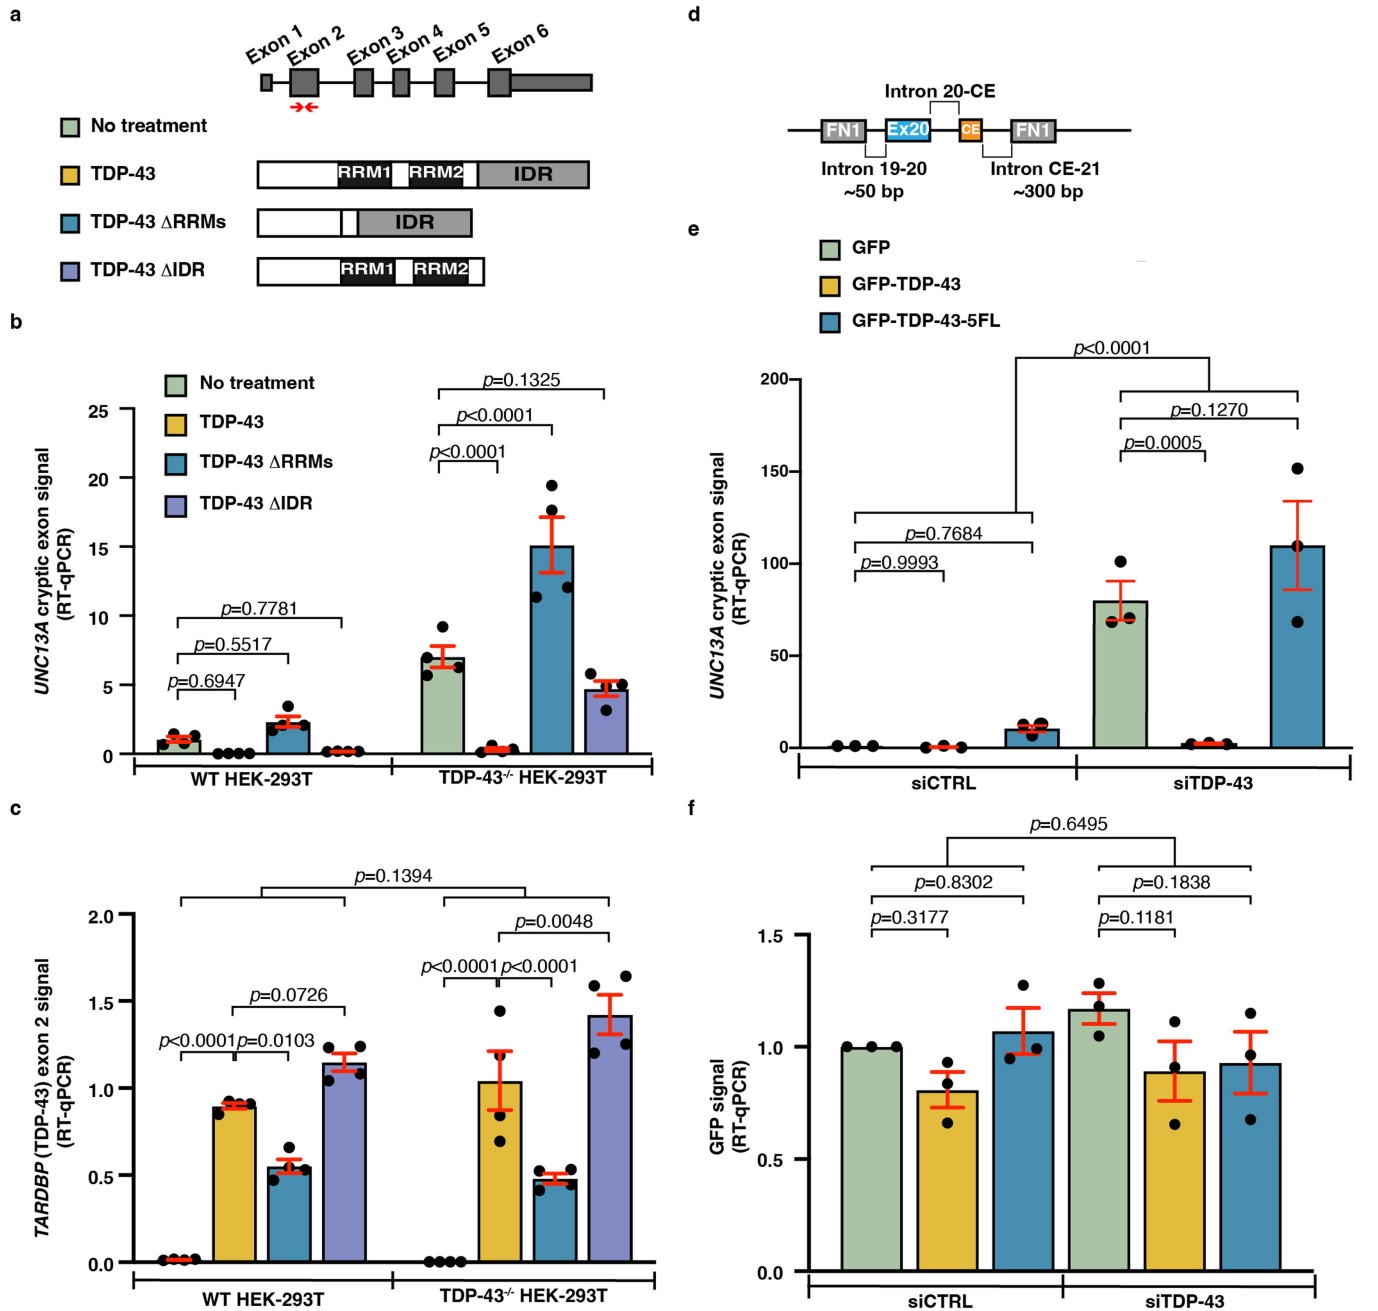 a
Exon 1
Exon 2
Exon 3
Exon 4
Exon 5
Exon 6
No treatment
TDP-43
RRM1
RRM2
IDR
TDP-43 ΔRRMs
IDR
TDP-43 ΔIDR
RRM1
RRM2
b
No treatment
TDP-43
TDP-43 ΔRRMs
TDP-43 ΔIDR
UNC13A cryptic exon signal
(RT-qPCR)
25
20
15
10
5
0
p=0.7781
p=0.5517
p=0.6947
p=0.1325
p<0.0001
p<0.0001
WT HEK-293T
TDP-43-/- HEK-293T
c
TARDBP (TDP-43) exon 2 signal
(RT-qPCR)
2.0
1.5
1.0
0.5
0.0
p=0.1394
p=0.0726
p<0.0001
p=0.0103
p=0.0048
p<0.0001
p<0.0001
WT HEK-293T
TDP-43-/- HEK-293T
d
Intron 20-CE
FN1
Ex20
CE
FN1
Intron 19-20
~50 bp
Intron CE-21
~300 bp
e
GFP
GFP-TDP-43
GFP-TDP-43-5FL
UNC13A cryptic exon signal
(RT-qPCR)
200
150
100
50
0
p<0.0001
p=0.1270
p=0.0005
p=0.7684
p=0.9993
siCTRL
siTDP-43
f
GFP signal
(RT-qPCR)
1.5
1.0
0.5
0.0
p=0.6495
p=0.8302
p=0.3177
p=0.1838
p=0.1181
siCTRL
siTDP-43